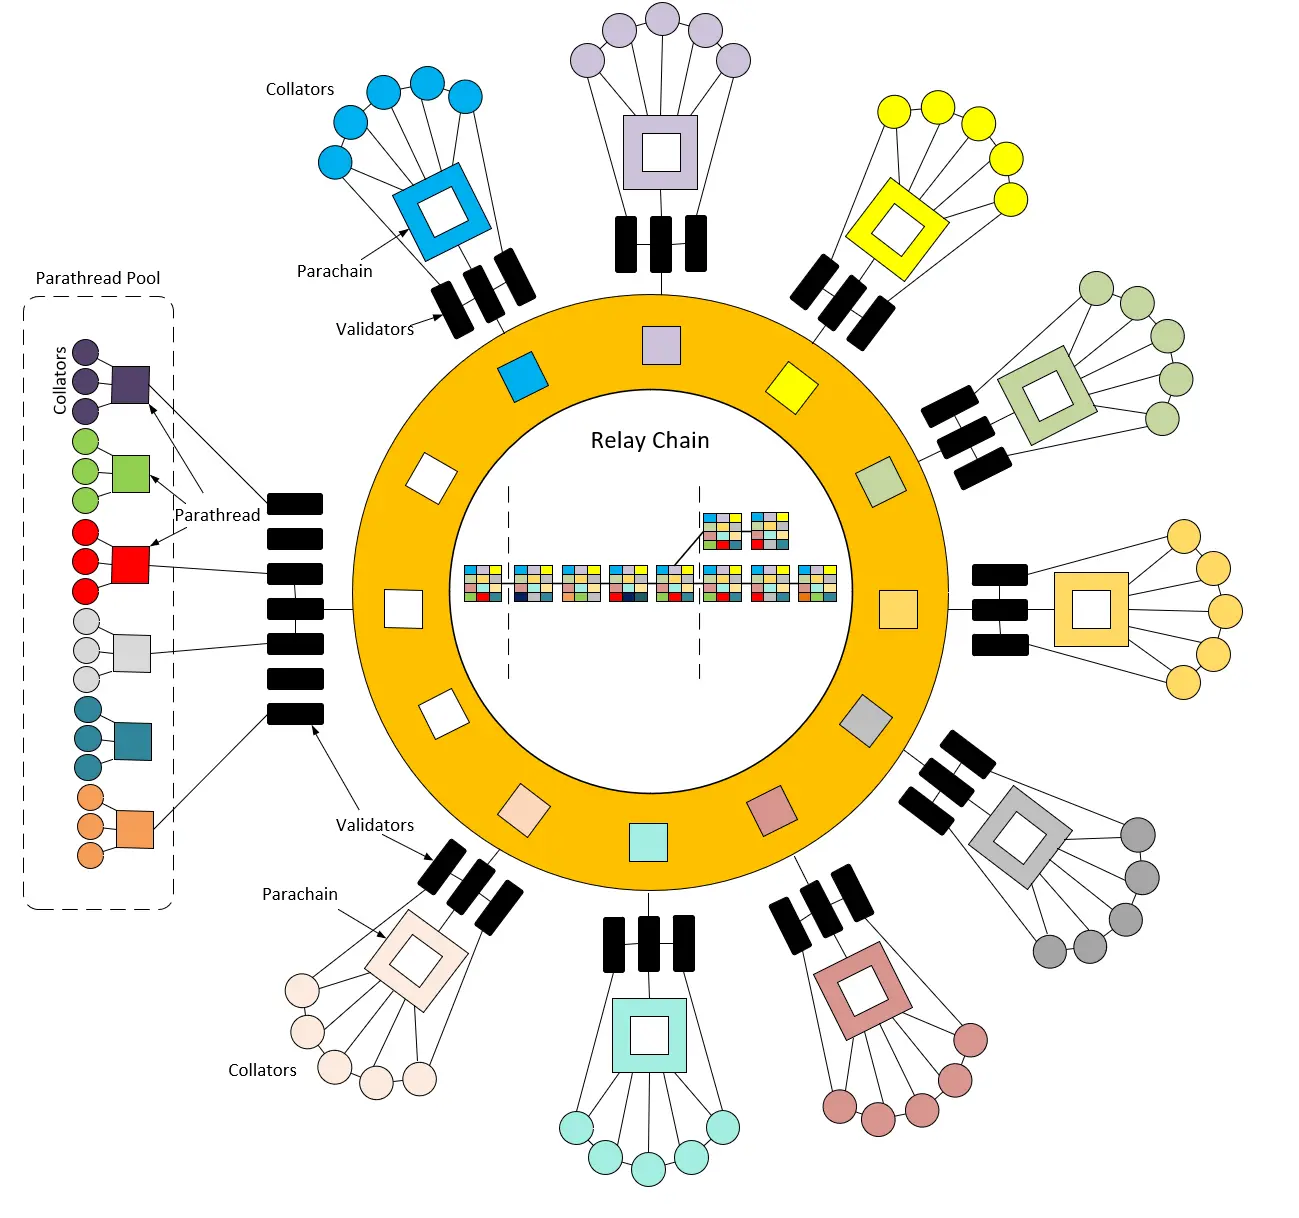 Collators
Parachain
Validators
Parathread Pool
Collators
Parathread
Relay Chain
Validators
Parachain
Collators